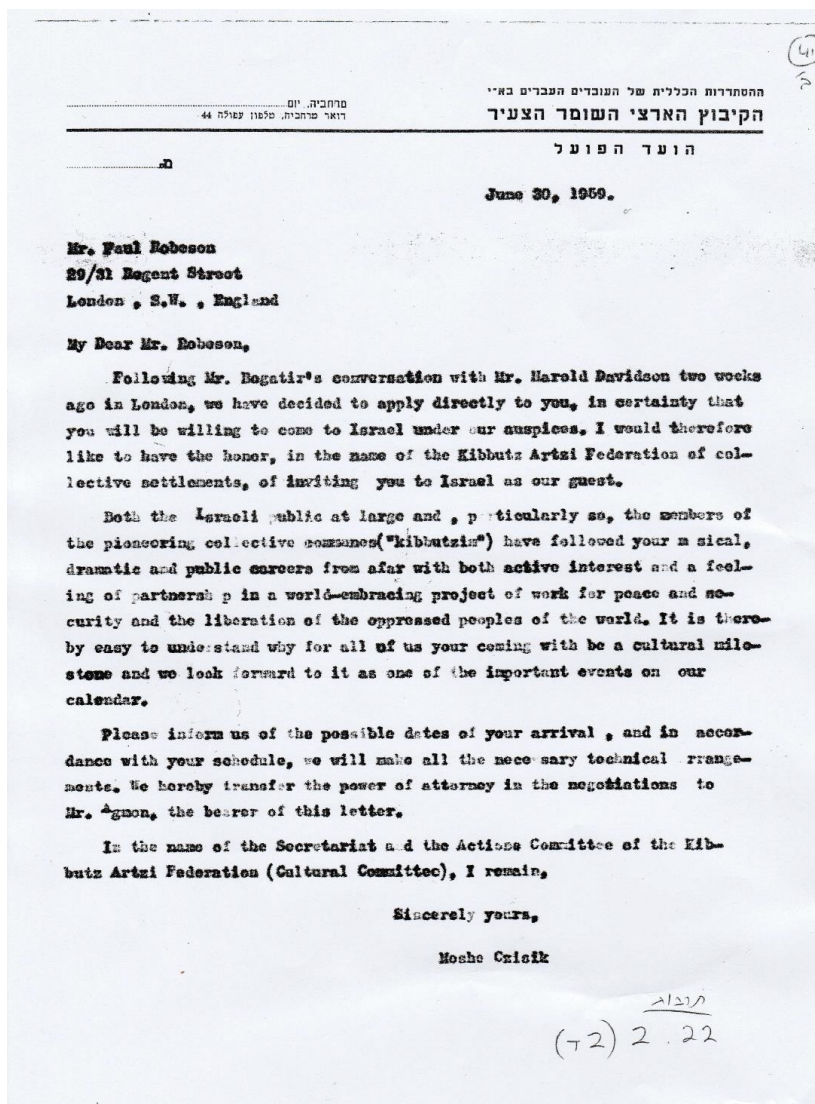 ההסתדרות הכללית של העובדים העברים בא״י
הקיבוץ הארצי השומר הצעיר
הועד הפועל
מרחביה, יום
דואר מרחביה, טלפון עפולה 44
June 30, 1959.
Mr. Paul Robeson
29/31 Regent Street
London , S.W. , England
My Dear Mr. Robeson,
Following Mr. Bogatir's conversation with Mr. Harold Davidson two weeks
ago in London, we have decided to apply directly to you, in certainty that
you will be willing to come to Israel under our auspices. I would therefore
like to have the honor, in the name of the Kibbutz Artzi Federation of col-
lective settlements, of inviting you to Israel as our guest.
Both the Israeli public at large and , p rticularly so, the members of
the pioneering collective communes("kibbutzim") have followed your m sical,
dramatic and public careers from afar with both active interest and a feel-
ing of partnersh p in a world-embracing project of work for peace and se-
curity and the liberation of the oppressed peoples of the world. It is there-
by easy to understand why for all of us your coming with be a cultural mile-
stone and we look forward to it as one of the important events on our
calendar.
Please inform us of the possible dates of your arrival , and in accor-
dance with your schedule, we will make all the necessary technical rrange-
ments. We hereby transfer the power of attorney in the negotiations to
Mr. Agmon, the bearer of this letter.
In the name of the Secretariat and the Actions Committee of the Kib-
butz Artzi Federation (Cultural Committee), I remain,
Sincerely yours,
Moshe Czisik
תרבות
(ד2) 2.22